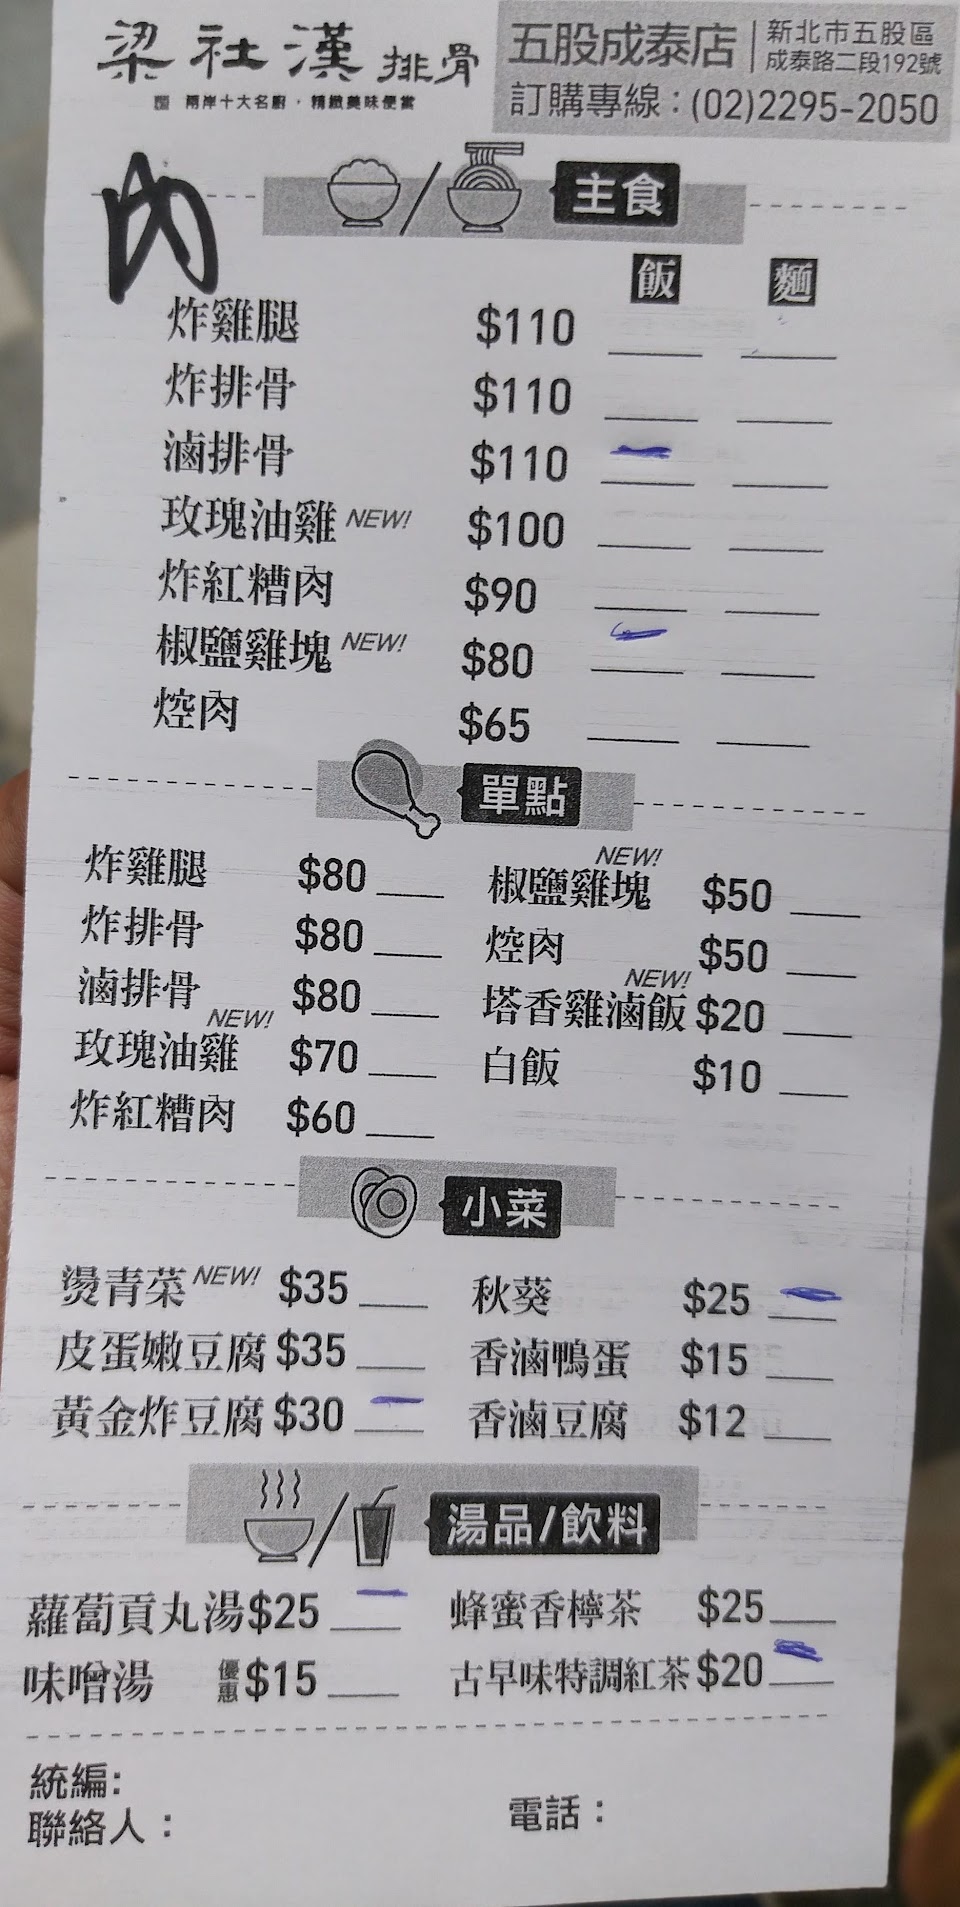 梁社漢排骨
兩岸十大名廚，精緻美味便當
五股成泰店
新北市五股區
成泰路二段192號
訂購專線：(02)2295-2050
內
主食
飯 麵
炸雞腿 $110
炸排骨 $110
滷排骨 $110
玫瑰油雞 NEW! $100
炸紅糟肉 $90
椒鹽雞塊 NEW! $80
焢肉 $65
單點
炸雞腿 $80
炸排骨 $80
滷排骨 $80
玫瑰油雞 NEW! $70
炸紅糟肉 $60
椒鹽雞塊 NEW! $50
焢肉 $50
塔香雞滷飯 NEW! $20
白飯 $10
小菜
燙青菜 NEW! $35
皮蛋嫩豆腐 $35
黃金炸豆腐 $30
秋葵 $25
香滷鴨蛋 $15
香滷豆腐 $12
湯品/飲料
蘿蔔貢丸湯 $25
味噌湯 優惠 $15
蜂蜜香檸茶 $25
古早味特調紅茶 $20
統編:
聯絡人：
電話：